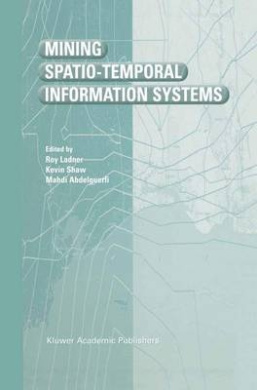 MINING
SPATIO-TEMPORAL
INFORMATION SYSTEMS
Edited by
Roy Ladner
Kevin Shaw
Mahdi Abdelguerfi
Kluwer Academic Publishers